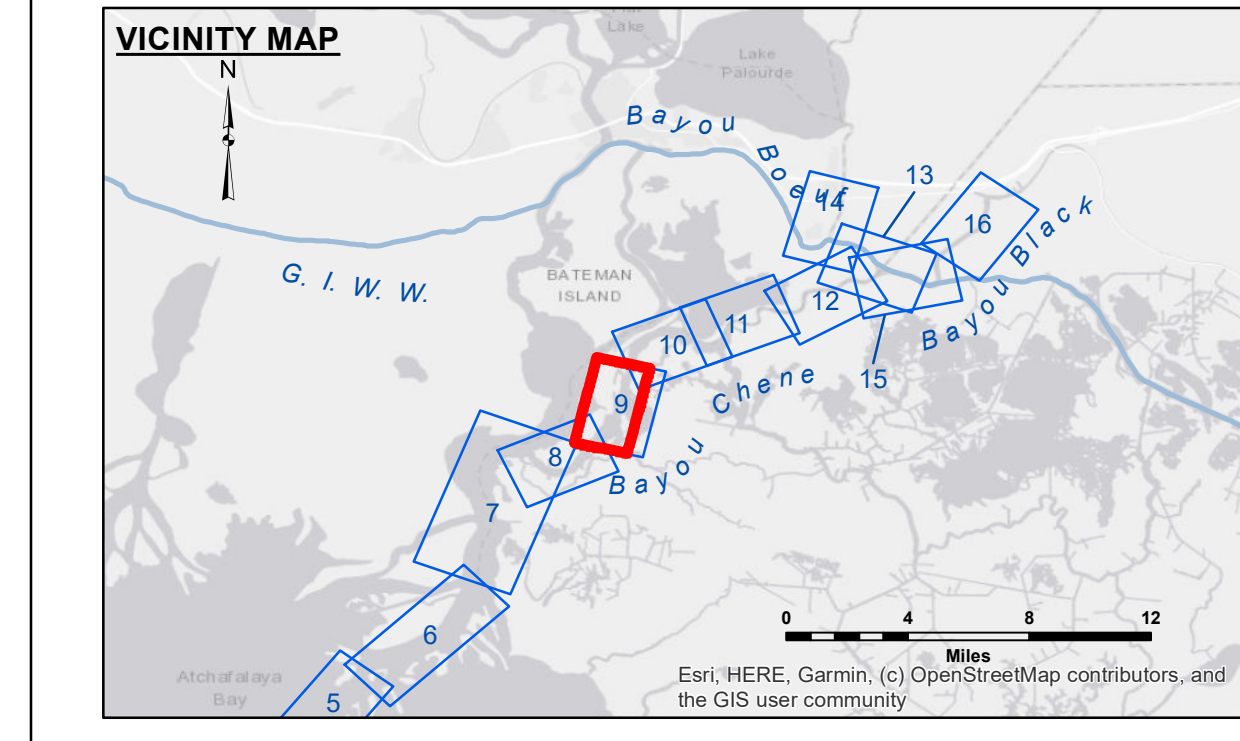 VICINITY MAP
N
Lake
Lake
Palourde
Bayou Boeuf
13
14
16
Bayou Black
G. I. W. W.
BATEMAN
ISLAND
12
11
10
15
Bayou Chene
9
8
7
6
5
Atchafalaya
Bay
0 4 8 12
Miles
Esri, HERE, Garmin, (c) OpenStreetMap contributors, and
the GIS user community